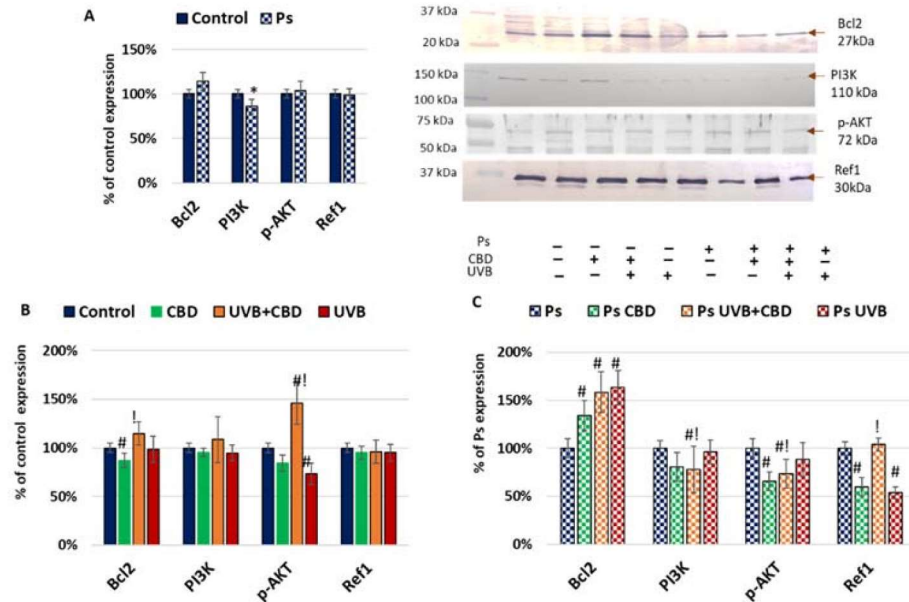 A
Control Ps
% of control expression
150%
100%
50%
0%
*
Bcl2 PI3K p-AKT Ref1
37 kDa
20 kDa
Bcl2
27kDa
150 kDa
100 kDa
PI3K
110 kDa
75 kDa
50 kDa
p-AKT
72 kDa
37 kDa
Ref1
30kDa
Ps – – – – + + + +
CBD – + + – – + + –
UVB – – + + – – + +
B
Control CBD UVB+CBD UVB
% of control expression
200%
150%
100%
50%
0%
# ! #! #
Bcl2 PI3K p-AKT Ref1
C
Ps Ps CBD Ps UVB+CBD Ps UVB
% of Ps expression
200%
150%
100%
50%
0%
# # # #! # #! # ! #
Bcl2 PI3K p-AKT Ref1